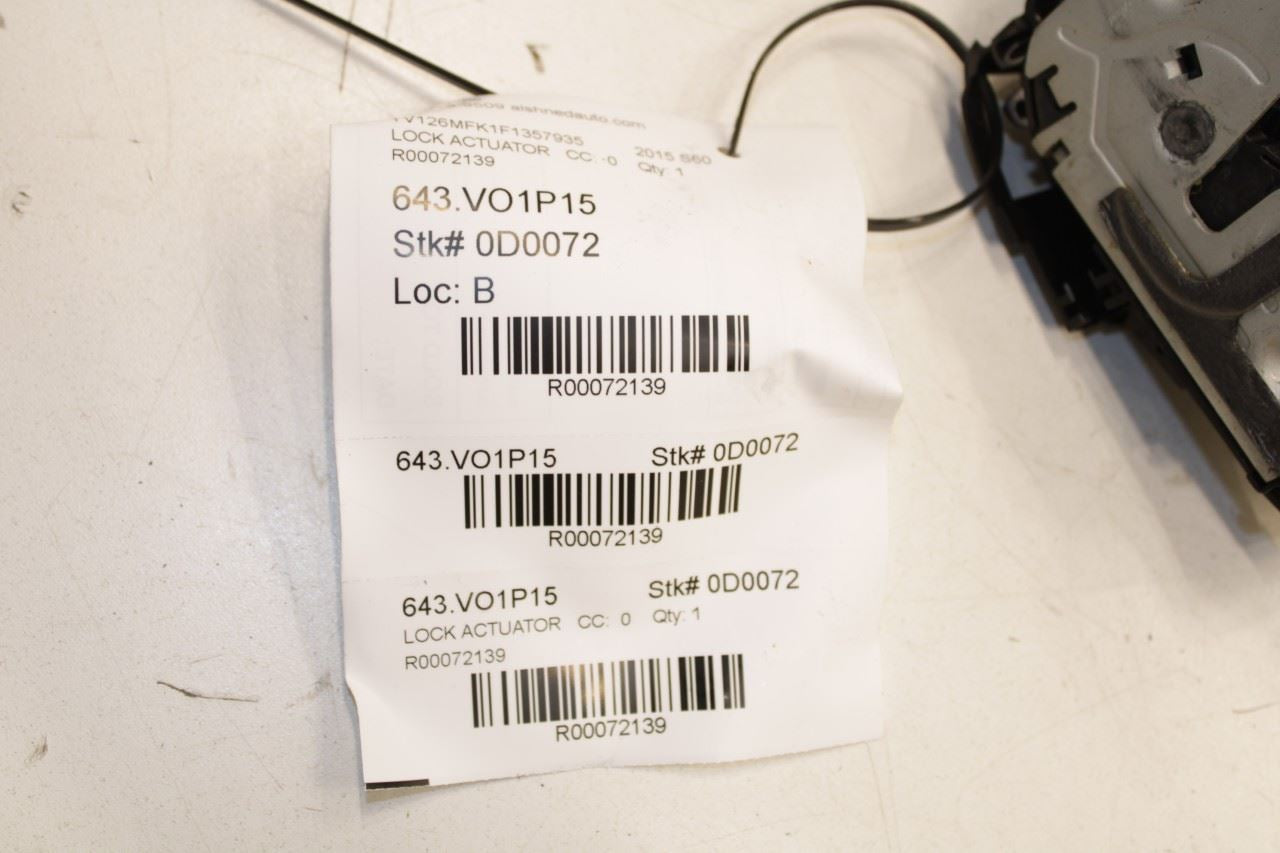 YV126MFK1F1357935 2015 S60
LOCK ACTUATOR CC: 0 Qty: 1
R00072139
643.VO1P15
Stk# 0D0072
Loc: B
R00072139
643.VO1P15 Stk# 0D0072
R00072139
643.VO1P15 Stk# 0D0072
LOCK ACTUATOR CC: 0 Qty: 1
R00072139
R00072139